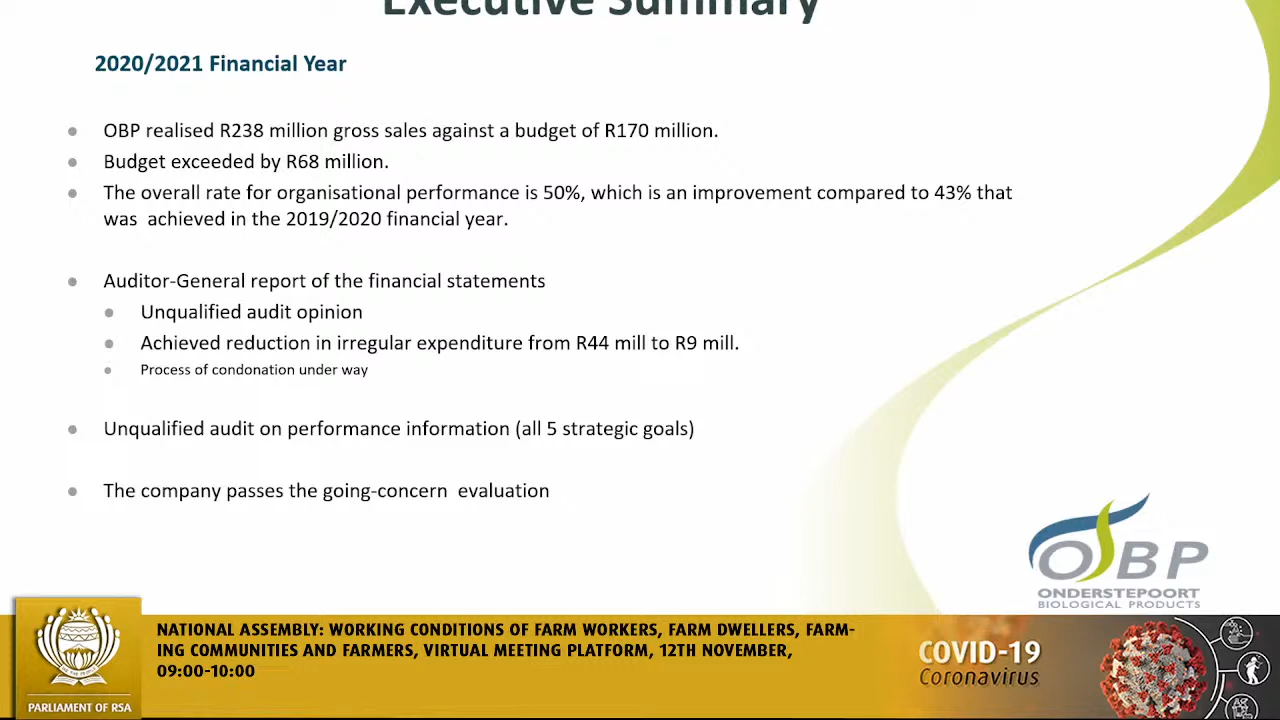 Executive Summary
2020/2021 Financial Year
OBP realised R238 million gross sales against a budget of R170 million.
Budget exceeded by R68 million.
The overall rate for organisational performance is 50%, which is an improvement compared to 43% that
was achieved in the 2019/2020 financial year.
Auditor-General report of the financial statements
Unqualified audit opinion
Achieved reduction in irregular expenditure from R44 mill to R9 mill.
Process of condonation under way
Unqualified audit on performance information (all 5 strategic goals)
The company passes the going-concern evaluation
OBP
ONDERSTEPOORT
BIOLOGICAL PRODUCTS
NATIONAL ASSEMBLY: WORKING CONDITIONS OF FARM WORKERS, FARM DWELLERS, FARM-
ING COMMUNITIES AND FARMERS, VIRTUAL MEETING PLATFORM, 12TH NOVEMBER,
09:00-10:00
PARLIAMENT OF RSA
COVID-19
Coronavirus